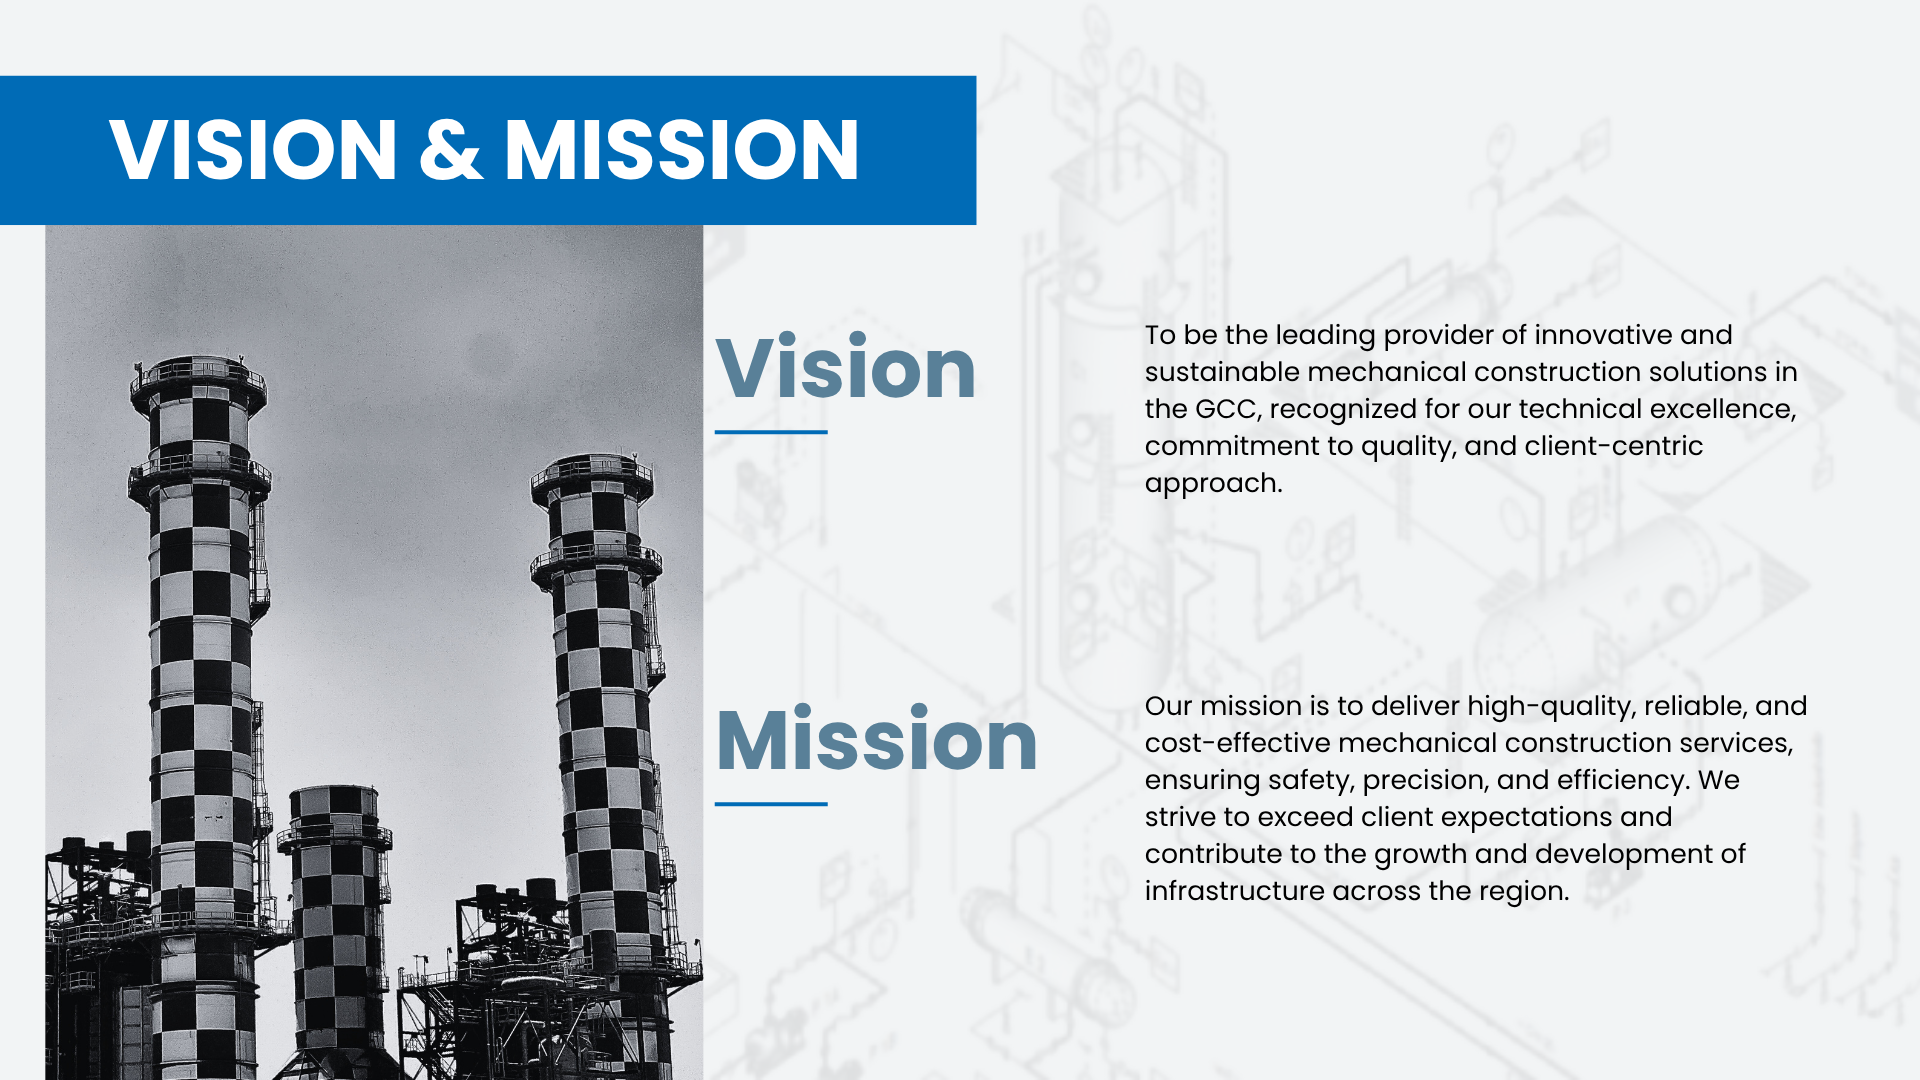 VISION & MISSION
Vision
To be the leading provider of innovative and
sustainable mechanical construction solutions in
the GCC, recognized for our technical excellence,
commitment to quality, and client-centric
approach.
Mission
Our mission is to deliver high-quality, reliable, and
cost-effective mechanical construction services,
ensuring safety, precision, and efficiency. We
strive to exceed client expectations and
contribute to the growth and development of
infrastructure across the region.